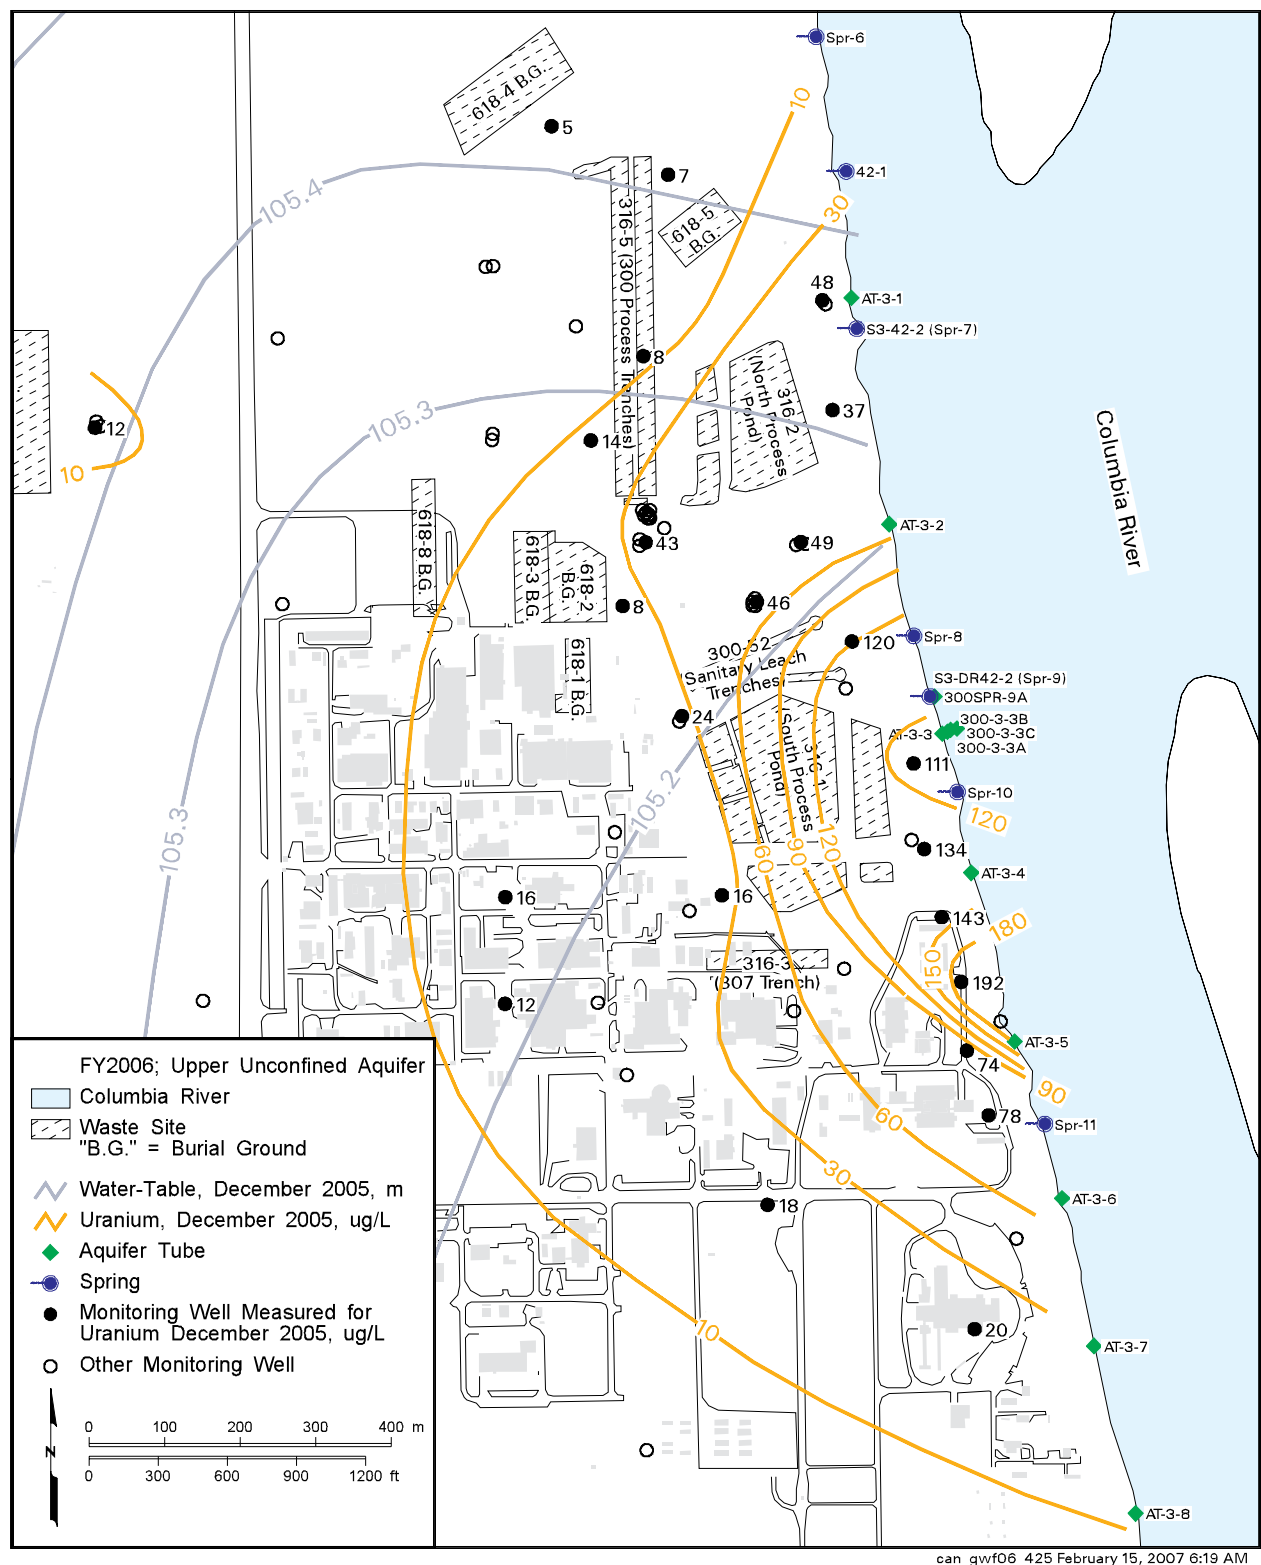 Spr-6
618-4 B.G.
10
5
42-1
7
105.4
30
618-5
B.G.
316-5 (300 Process Trenches)
48
AT-3-1
S3-42-2 (Spr-7)
8
316-2
(North Process
Pond)
37
105.3
12
10
14
Columbia River
618-8 B.G.
618-3 B.G.
618-2
B.G.
43
49
AT-3-2
8
46
618-1 B.G.
300-52
(Sanitary Leach
Trenches)
120
Spr-8
S3-DR42-2 (Spr-9)
300SPR-9A
24
300-3-3B
AT-3-3
300-3-3C
300-3-3A
316-1
(South Process
Pond)
111
105.2
Spr-10
120
105.3
60
90
120
134
AT-3-4
16
16
143
180
316-3
(307 Trench)
150
192
12
AT-3-5
74
90
60
78
Spr-11
30
AT-3-6
18
20
10
AT-3-7
AT-3-8
FY2006; Upper Unconfined Aquifer
Columbia River
Waste Site
"B.G." = Burial Ground
Water-Table, December 2005, m
Uranium, December 2005, ug/L
Aquifer Tube
Spring
Monitoring Well Measured for
Uranium December 2005, ug/L
Other Monitoring Well
N
0 100 200 300 400 m
0 300 600 900 1200 ft
can_gwf06_425 February 15, 2007 6:19 AM